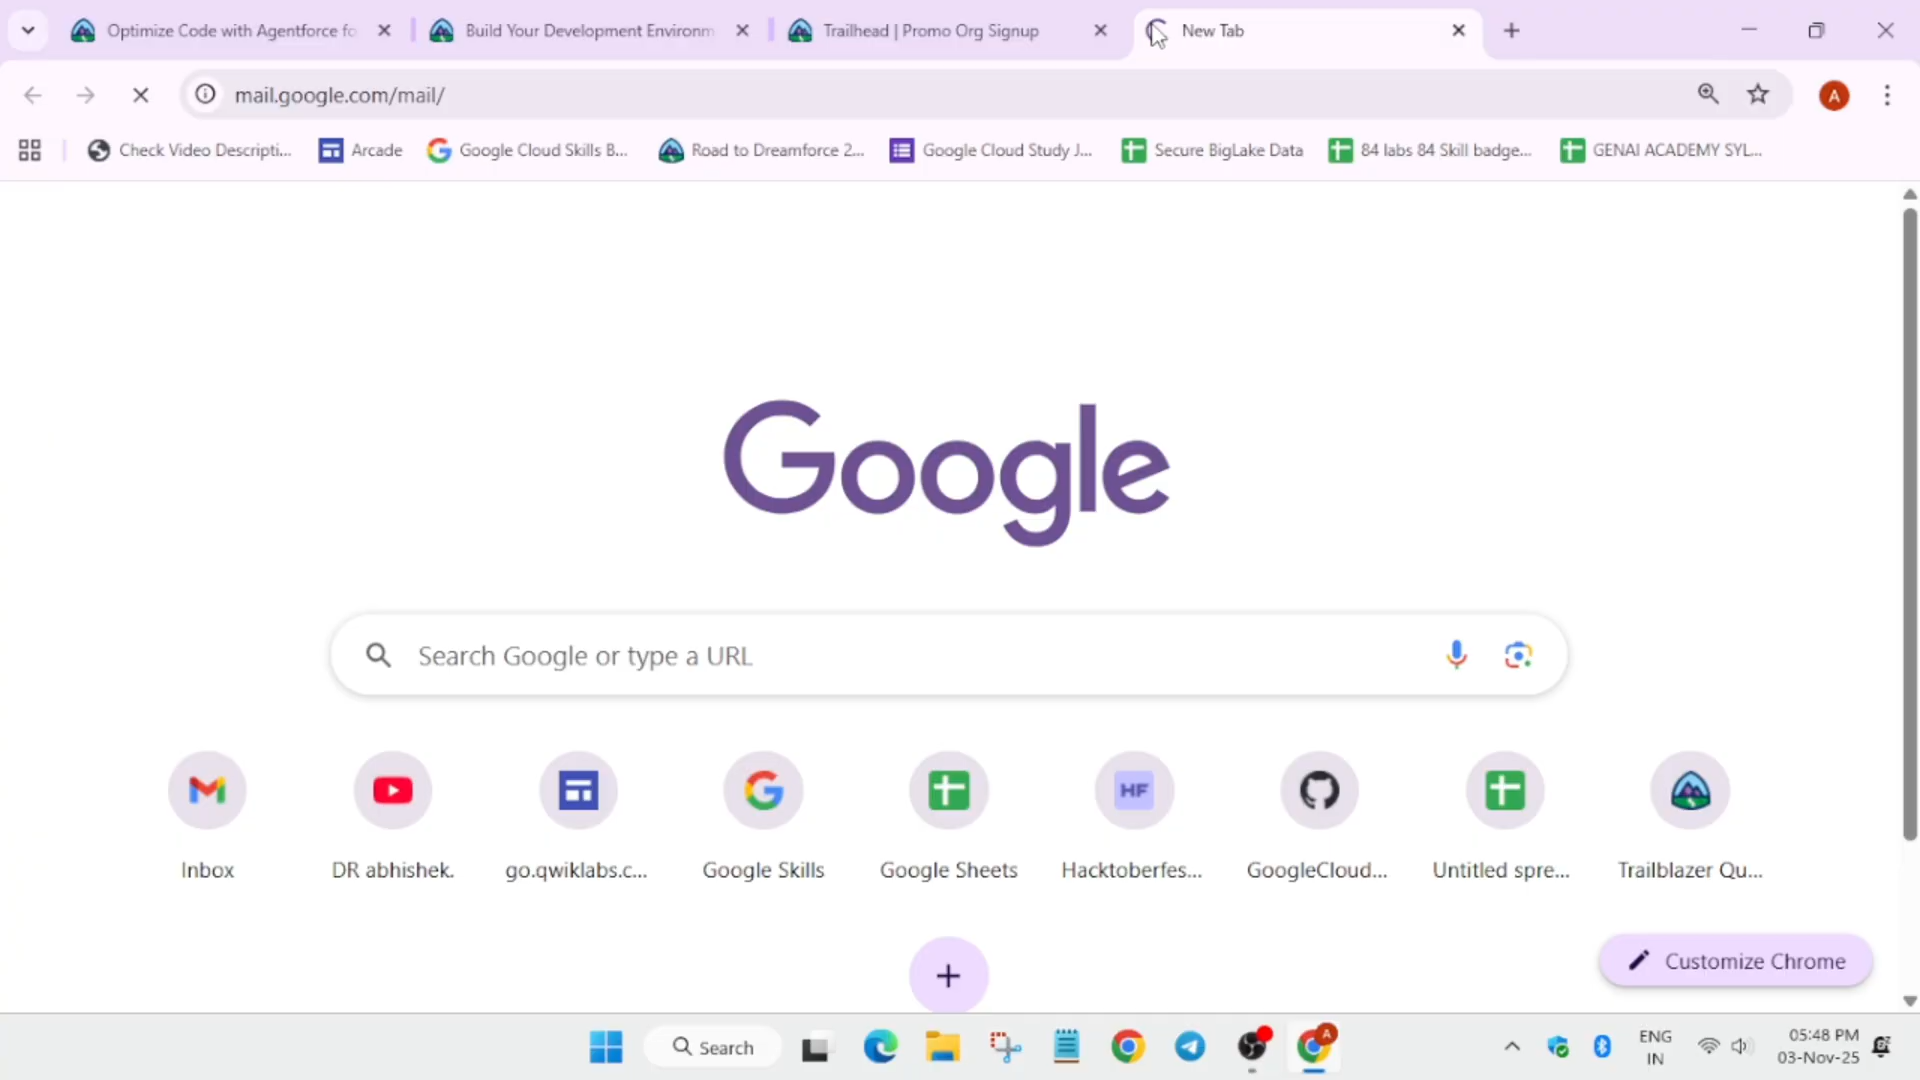 Optimize Code with Agentforce fo
Build Your Development Environm
Trailhead | Promo Org Signup
New Tab
mail.google.com/mail/
A
Check Video Descripti...
Arcade
Google Cloud Skills B...
Road to Dreamforce 2...
Google Cloud Study J...
Secure BigLake Data
84 labs 84 Skill badge...
GENAI ACADEMY SYL...
Google
Search Google or type a URL
HF
Inbox
DR abhishek.
go.qwiklabs.c...
Google Skills
Google Sheets
Hacktoberfes...
GoogleCloud...
Untitled spre...
Trailblazer Qu...
Customize Chrome
Search
A
ENG
IN
05:48 PM
03-Nov-25